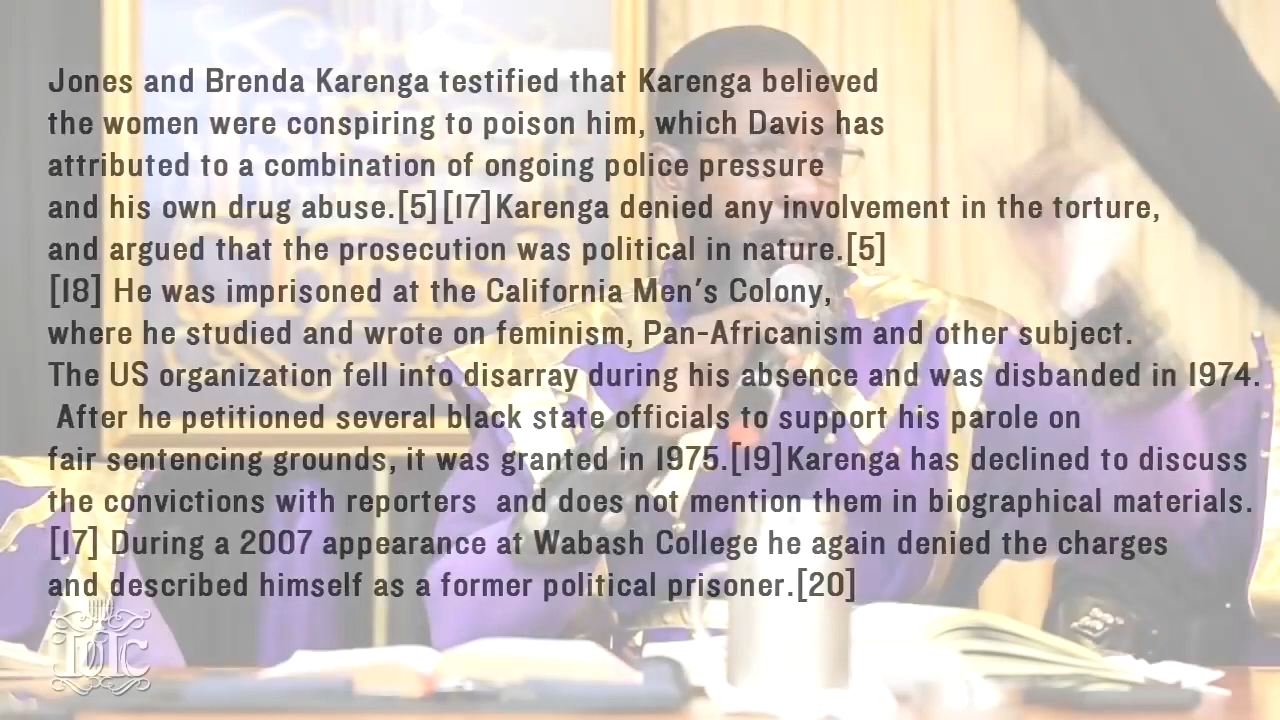 Jones and Brenda Karenga testified that Karenga believed
the women were conspiring to poison him, which Davis has
attributed to a combination of ongoing police pressure
and his own drug abuse.[5][17]Karenga denied any involvement in the torture,
and argued that the prosecution was political in nature.[5]
[18] He was imprisoned at the California Men's Colony,
where he studied and wrote on feminism, Pan-Africanism and other subject.
The US organization fell into disarray during his absence and was disbanded in 1974.
After he petitioned several black state officials to support his parole on
fair sentencing grounds, it was granted in 1975.[19]Karenga has declined to discuss
the convictions with reporters  and does not mention them in biographical materials.
[17] During a 2007 appearance at Wabash College he again denied the charges
and described himself as a former political prisoner.[20]
IUIC